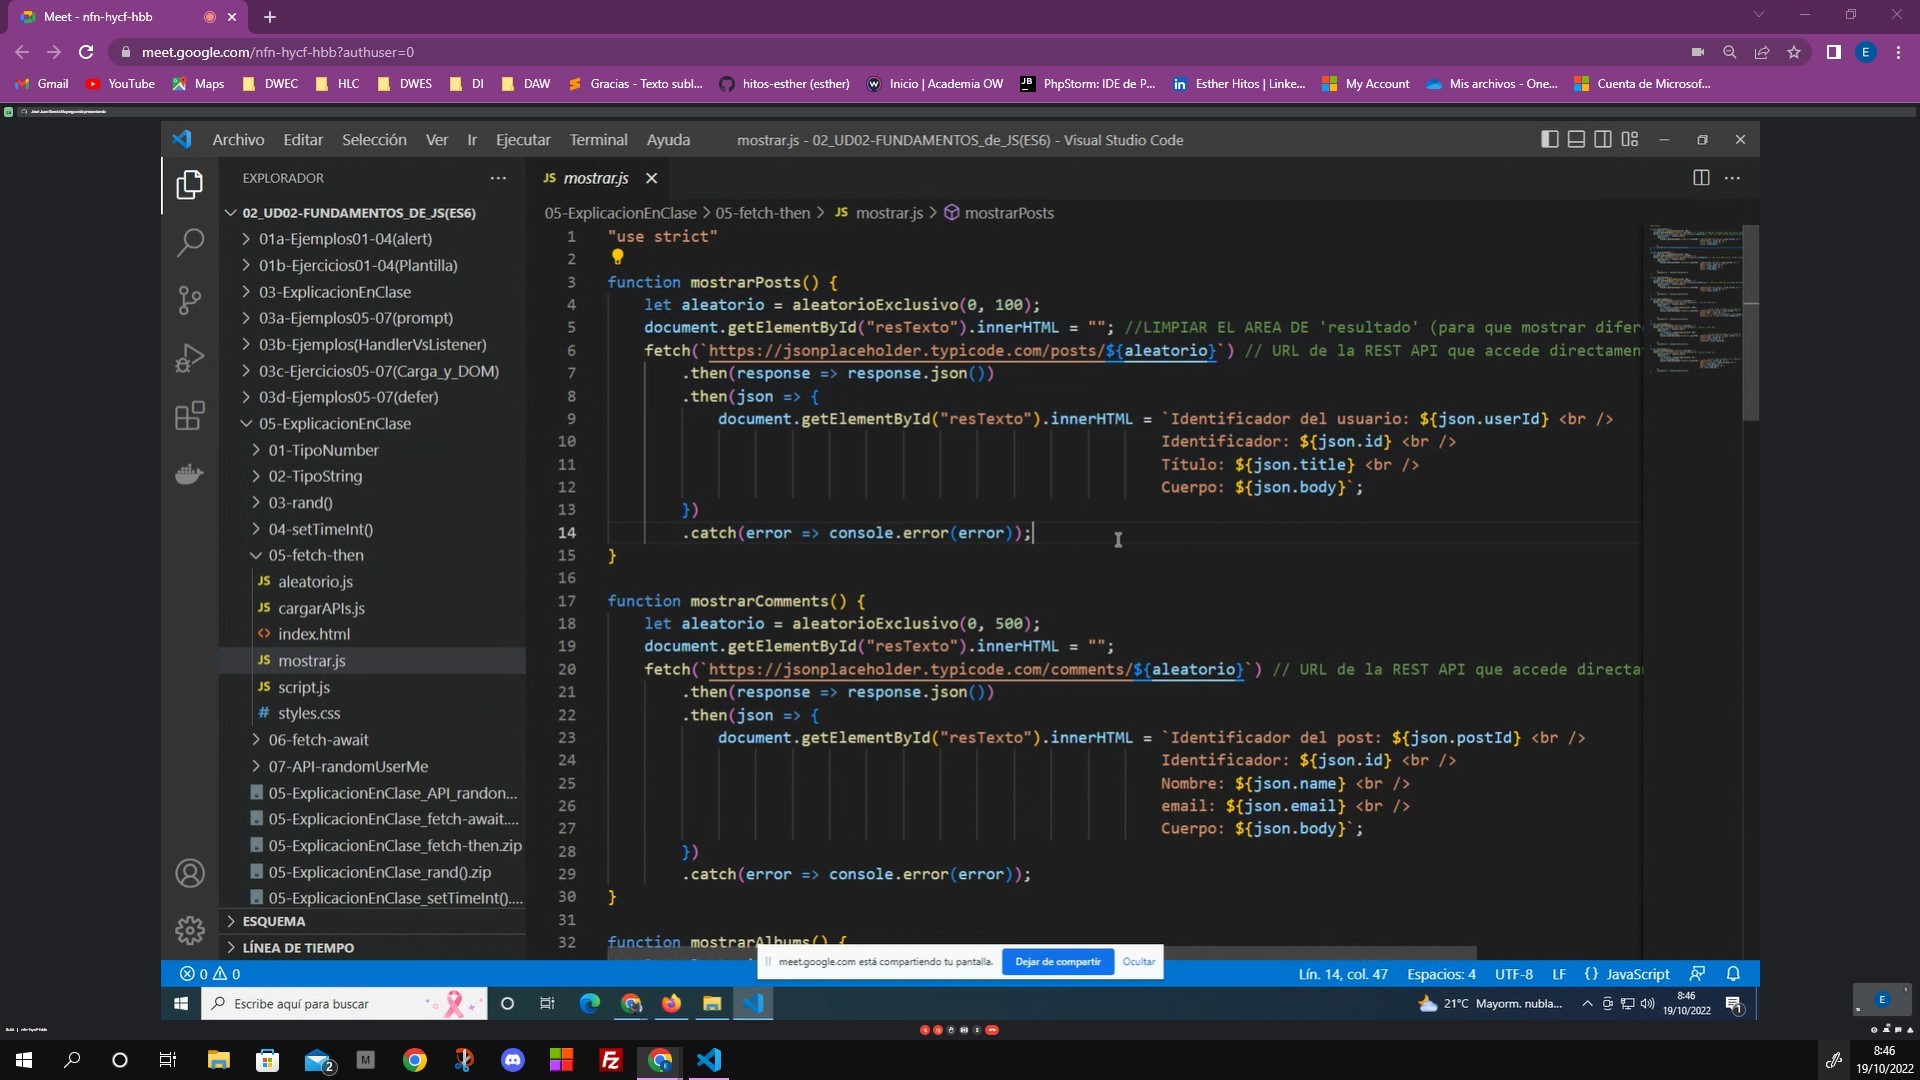 Meet - nfn-hycf-hbb
meet.google.com/nfn-hycf-hbb?authuser=0
E
Gmail YouTube Maps DWEC HLC DWES DI DAW Gracias - Texto subl... hitos-esther (esther) Inicio | Academia OW PhpStorm: IDE de P... Esther Hitos | Linke... My Account Mis archivos - One... Cuenta de Microsof...
Archivo Editar Selección Ver Ir Ejecutar Terminal Ayuda mostrar.js - 02_UD02-FUNDAMENTOS_de_JS(ES6) - Visual Studio Code
EXPLORADOR
02_UD02-FUNDAMENTOS_DE_JS(ES6)
01a-Ejemplos01-04(alert)
01b-Ejercicios01-04(Plantilla)
03-ExplicacionEnClase
03a-Ejemplos05-07(prompt)
03b-Ejemplos(HandlerVsListener)
03c-Ejercicios05-07(Carga_y_DOM)
03d-Ejemplos05-07(defer)
05-ExplicacionEnClase
01-TipoNumber
02-TipoString
03-rand()
04-setTimeInt()
05-fetch-then
JS aleatorio.js
JS cargarAPIs.js
<> index.html
JS mostrar.js
JS script.js
# styles.css
06-fetch-await
07-API-randomUserMe
05-ExplicacionEnClase_API_randon...
05-ExplicacionEnClase_fetch-await....
05-ExplicacionEnClase_fetch-then.zip
05-ExplicacionEnClase_rand().zip
05-ExplicacionEnClase_setTimeInt()....
ESQUEMA
LÍNEA DE TIEMPO
JS mostrar.js
05-ExplicacionEnClase > 05-fetch-then > JS mostrar.js > mostrarPosts
1 "use strict"
2
3 function mostrarPosts() {
4 let aleatorio = aleatorioExclusivo(0, 100);
5 document.getElementById("resTexto").innerHTML = ""; //LIMPIAR EL AREA DE 'resultado' (para que mostrar difer
6 fetch(`https://jsonplaceholder.typicode.com/posts/${aleatorio}`) // URL de la REST API que accede directamen
7 .then(response => response.json())
8 .then(json => {
9 document.getElementById("resTexto").innerHTML = `Identificador del usuario: ${json.userId} <br />
10 Identificador: ${json.id} <br />
11 Título: ${json.title} <br />
12 Cuerpo: ${json.body}`;
13 })
14 .catch(error => console.error(error));
15 }
16
17 function mostrarComments() {
18 let aleatorio = aleatorioExclusivo(0, 500);
19 document.getElementById("resTexto").innerHTML = "";
20 fetch(`https://jsonplaceholder.typicode.com/comments/${aleatorio}`) // URL de la REST API que accede directa
21 .then(response => response.json())
22 .then(json => {
23 document.getElementById("resTexto").innerHTML = `Identificador del post: ${json.postId} <br />
24 Identificador: ${json.id} <br />
25 Nombre: ${json.name} <br />
26 email: ${json.email} <br />
27 Cuerpo: ${json.body}`;
28 })
29 .catch(error => console.error(error));
30 }
31
32 function mostrarAlbums() {
meet.google.com está compartiendo tu pantalla. Dejar de compartir Ocultar
0 0 Lín. 14, col. 47 Espacios: 4 UTF-8 LF {} JavaScript
Escribe aquí para buscar
21°C Mayorm. nubla...
8:46
19/10/2022
E
8:46
19/10/2022